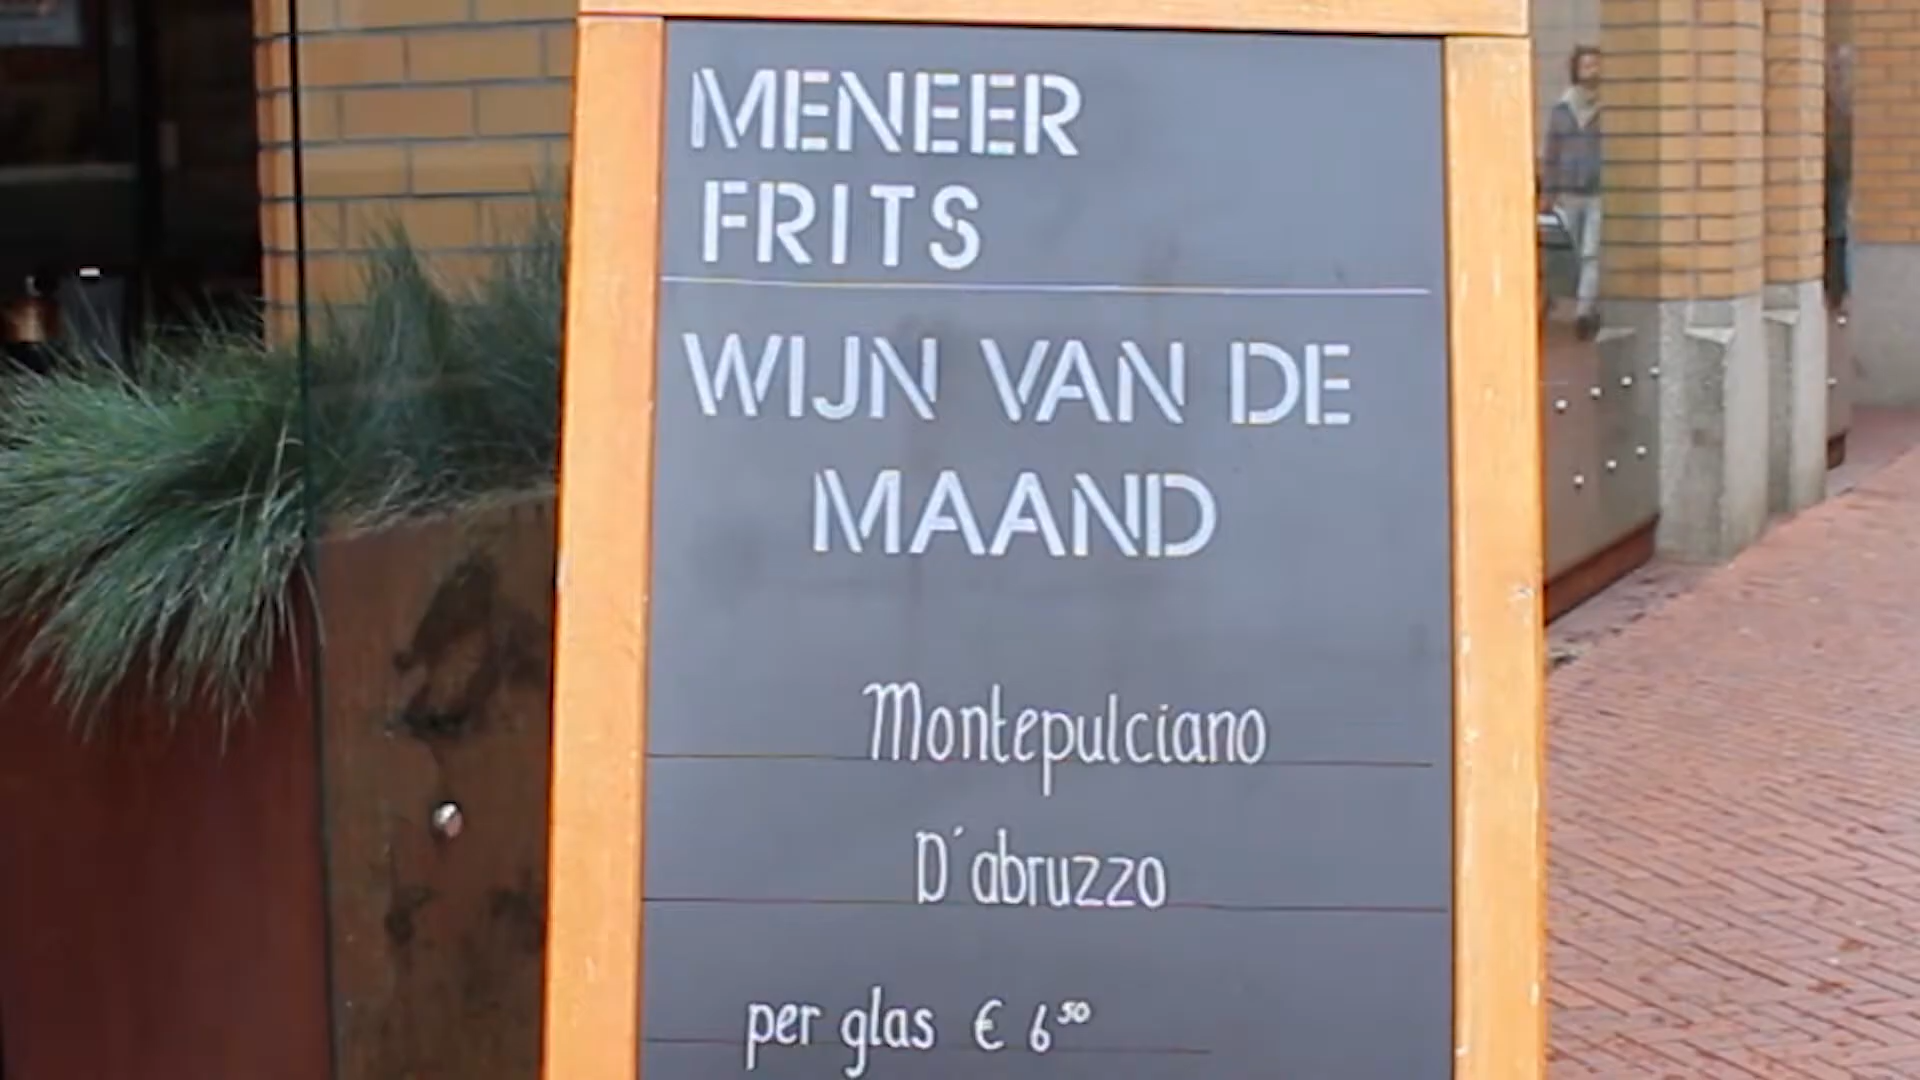 MENEER
FRITS
WIJN VAN DE
MAAND
Montepulciano
D´abruzzo
per glas € 6⁵⁰